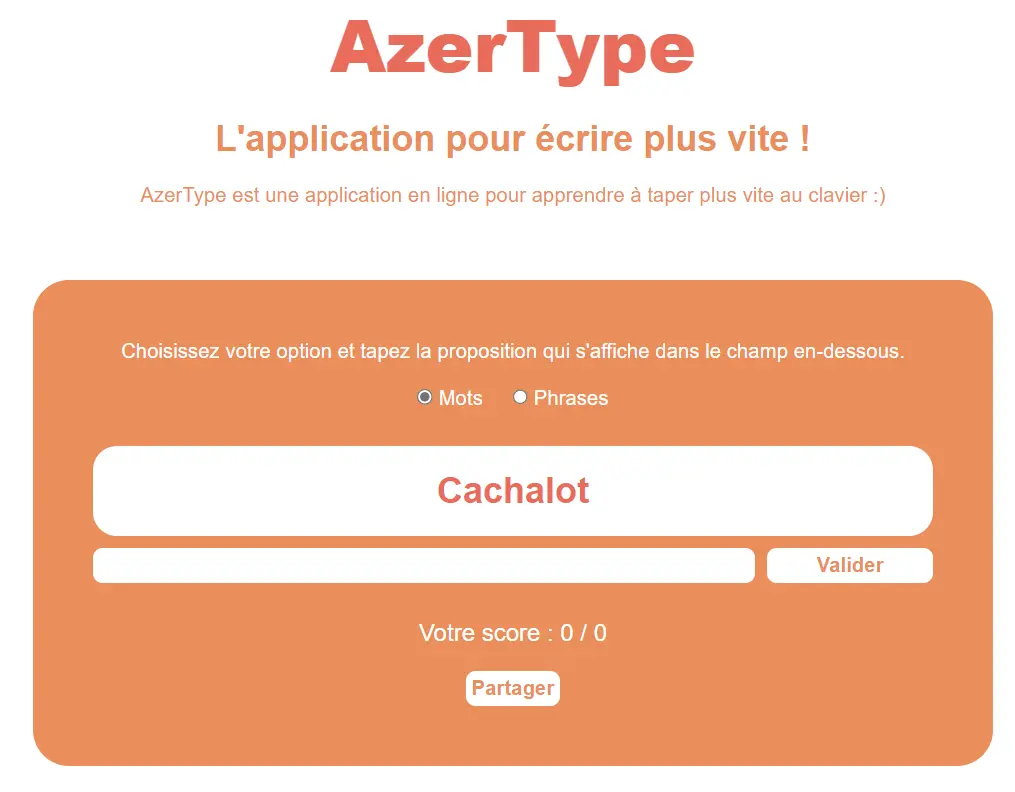 AzerType
L'application pour écrire plus vite !
AzerType est une application en ligne pour apprendre à taper plus vite au clavier :)
Choisissez votre option et tapez la proposition qui s'affiche dans le champ en-dessous.
Mots Phrases
Cachalot
Valider
Votre score : 0 / 0
Partager